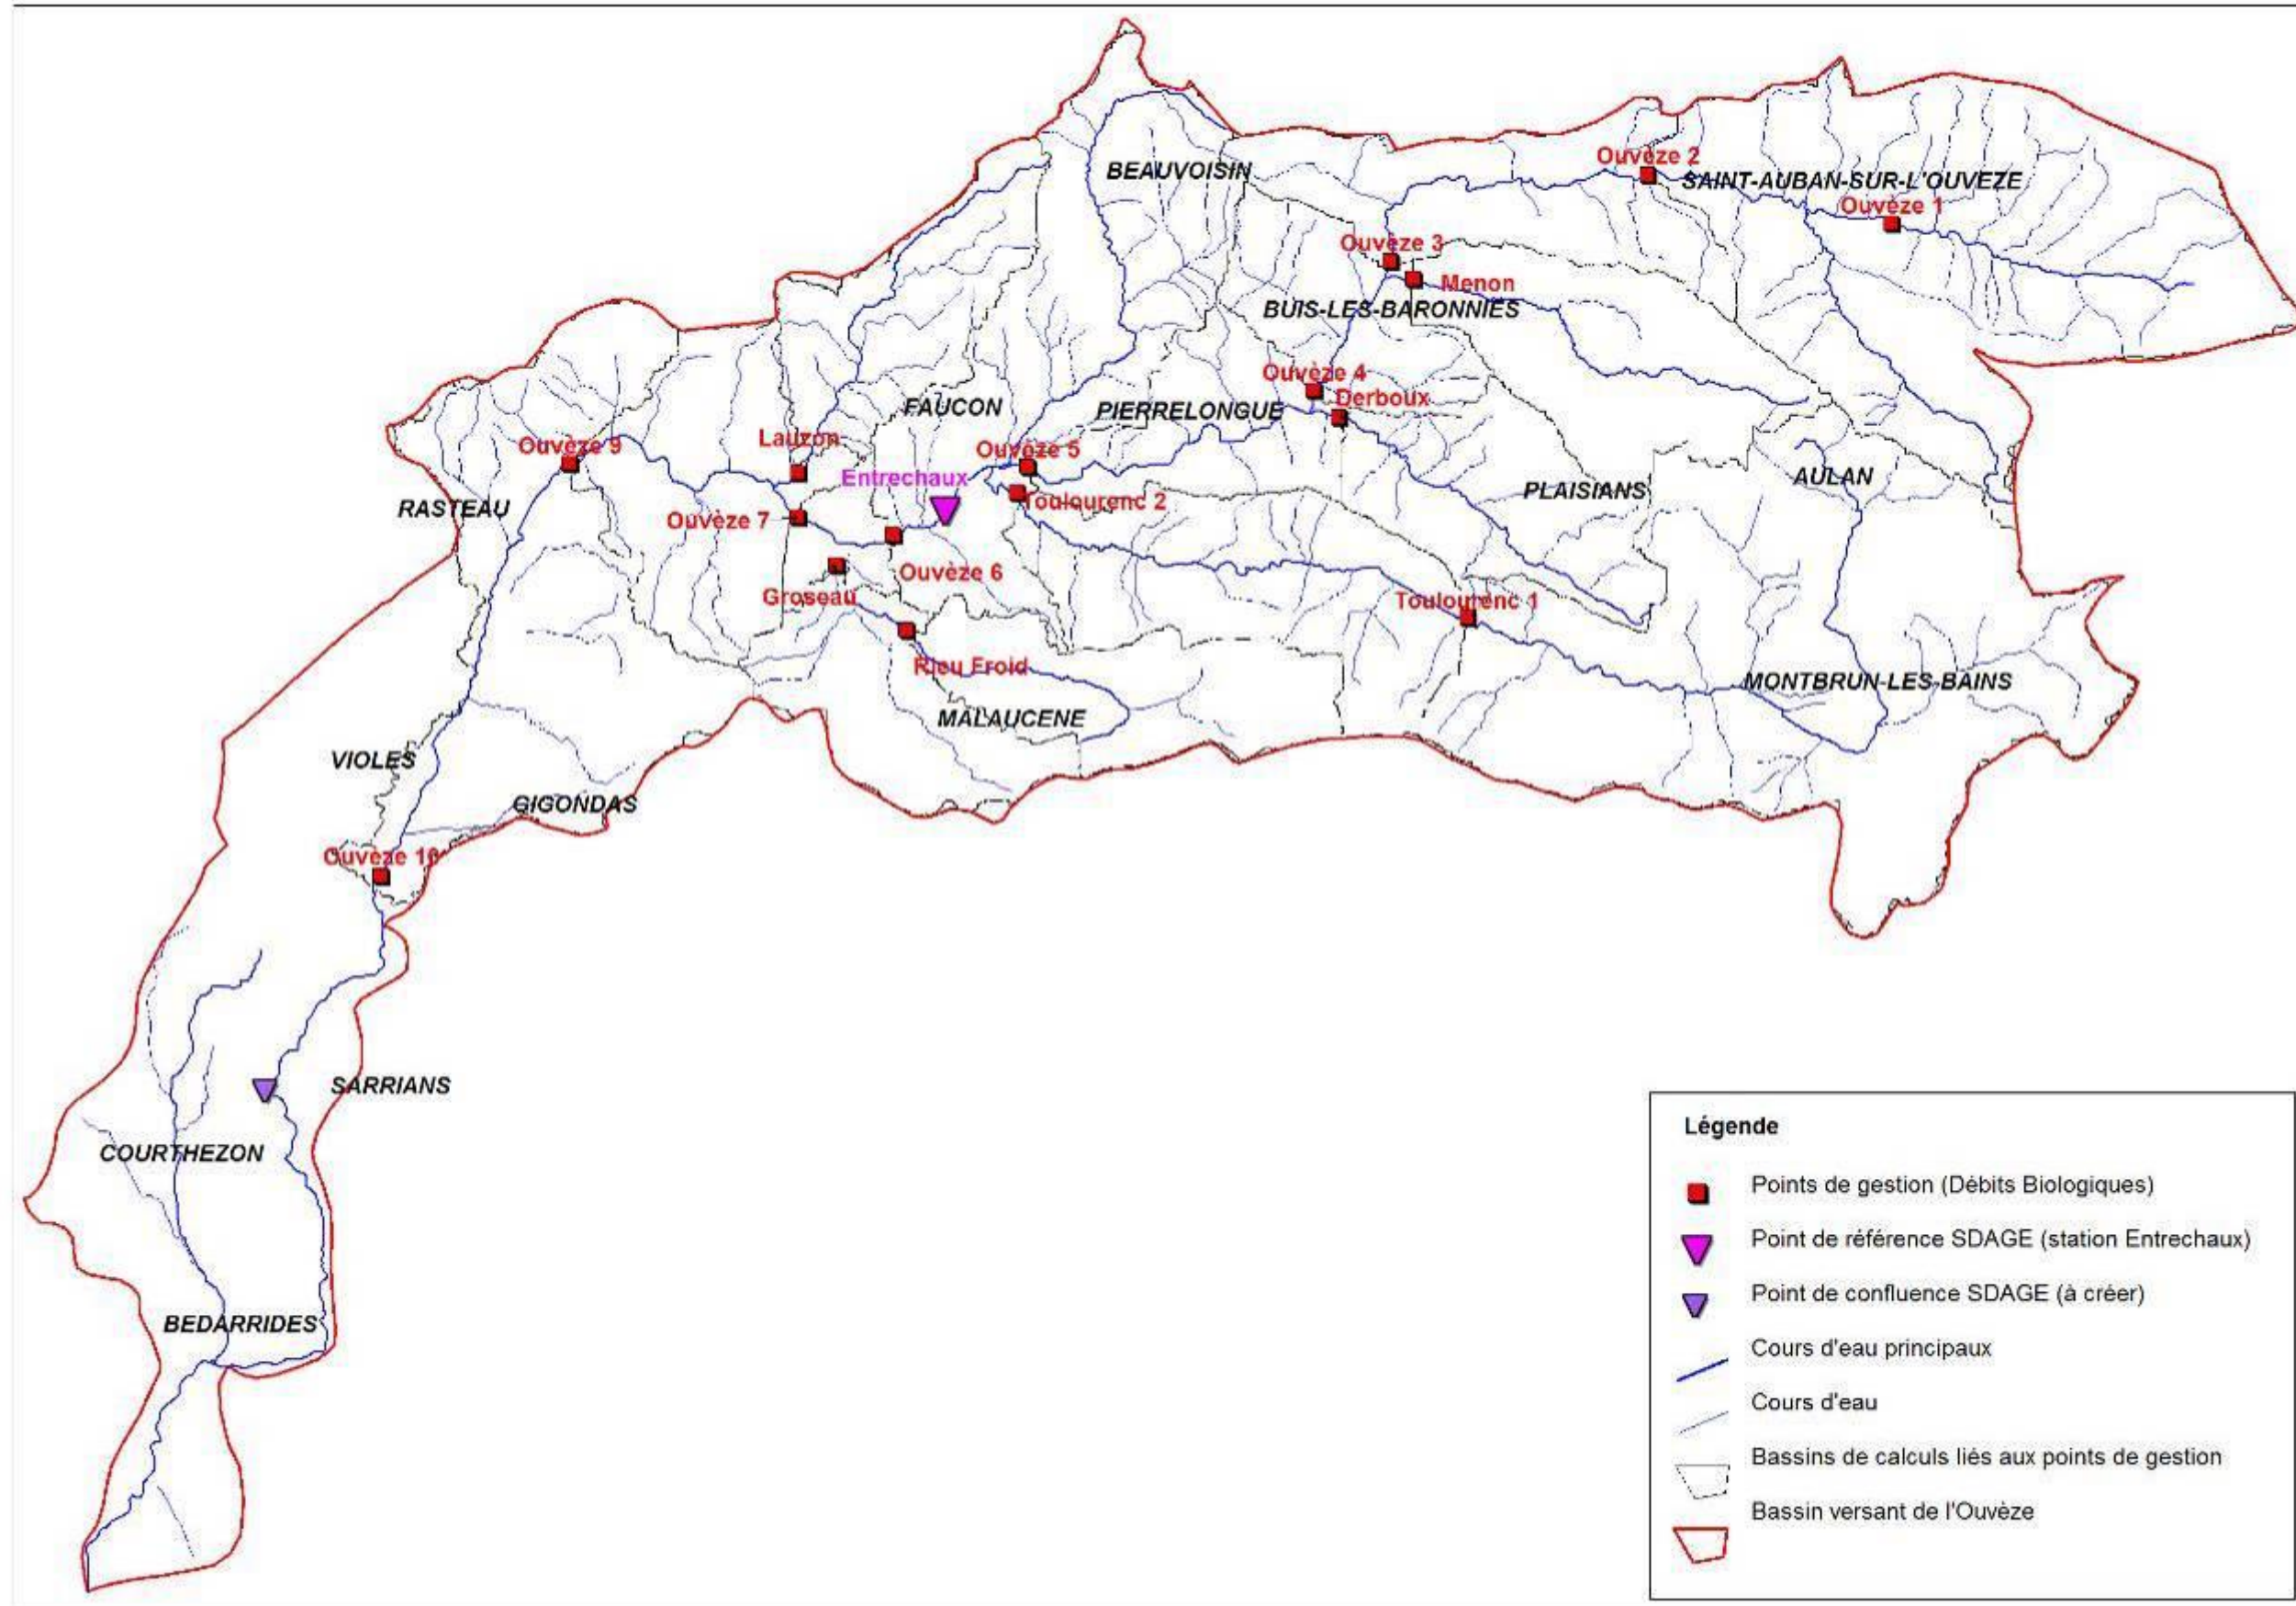 BEAUVOISIN
Ouvèze 2
SAINT-AUBAN-SUR-L'OUVEZE
Ouvèze 1
Ouvèze 3
Menon
BUIS-LES-BARONNIES
Ouvèze 4
Derboux
FAUCON
PIERRELONGUE
Lauzon
Ouvèze 9
Ouvèze 5
Entrechaux
AULAN
PLAISIANS
Toulourenc 2
RASTEAU
Ouvèze 7
Ouvèze 6
Groseau
Toulourenc 1
Rieu Froid
MONTBRUN-LES-BAINS
MALAUCENE
VIOLES
GIGONDAS
Ouvèze 10
SARRIANS
COURTHEZON
BEDARRIDES
Légende
Points de gestion (Débits Biologiques)
Point de référence SDAGE (station Entrechaux)
Point de confluence SDAGE (à créer)
Cours d'eau principaux
Cours d'eau
Bassins de calculs liés aux points de gestion
Bassin versant de l'Ouvèze